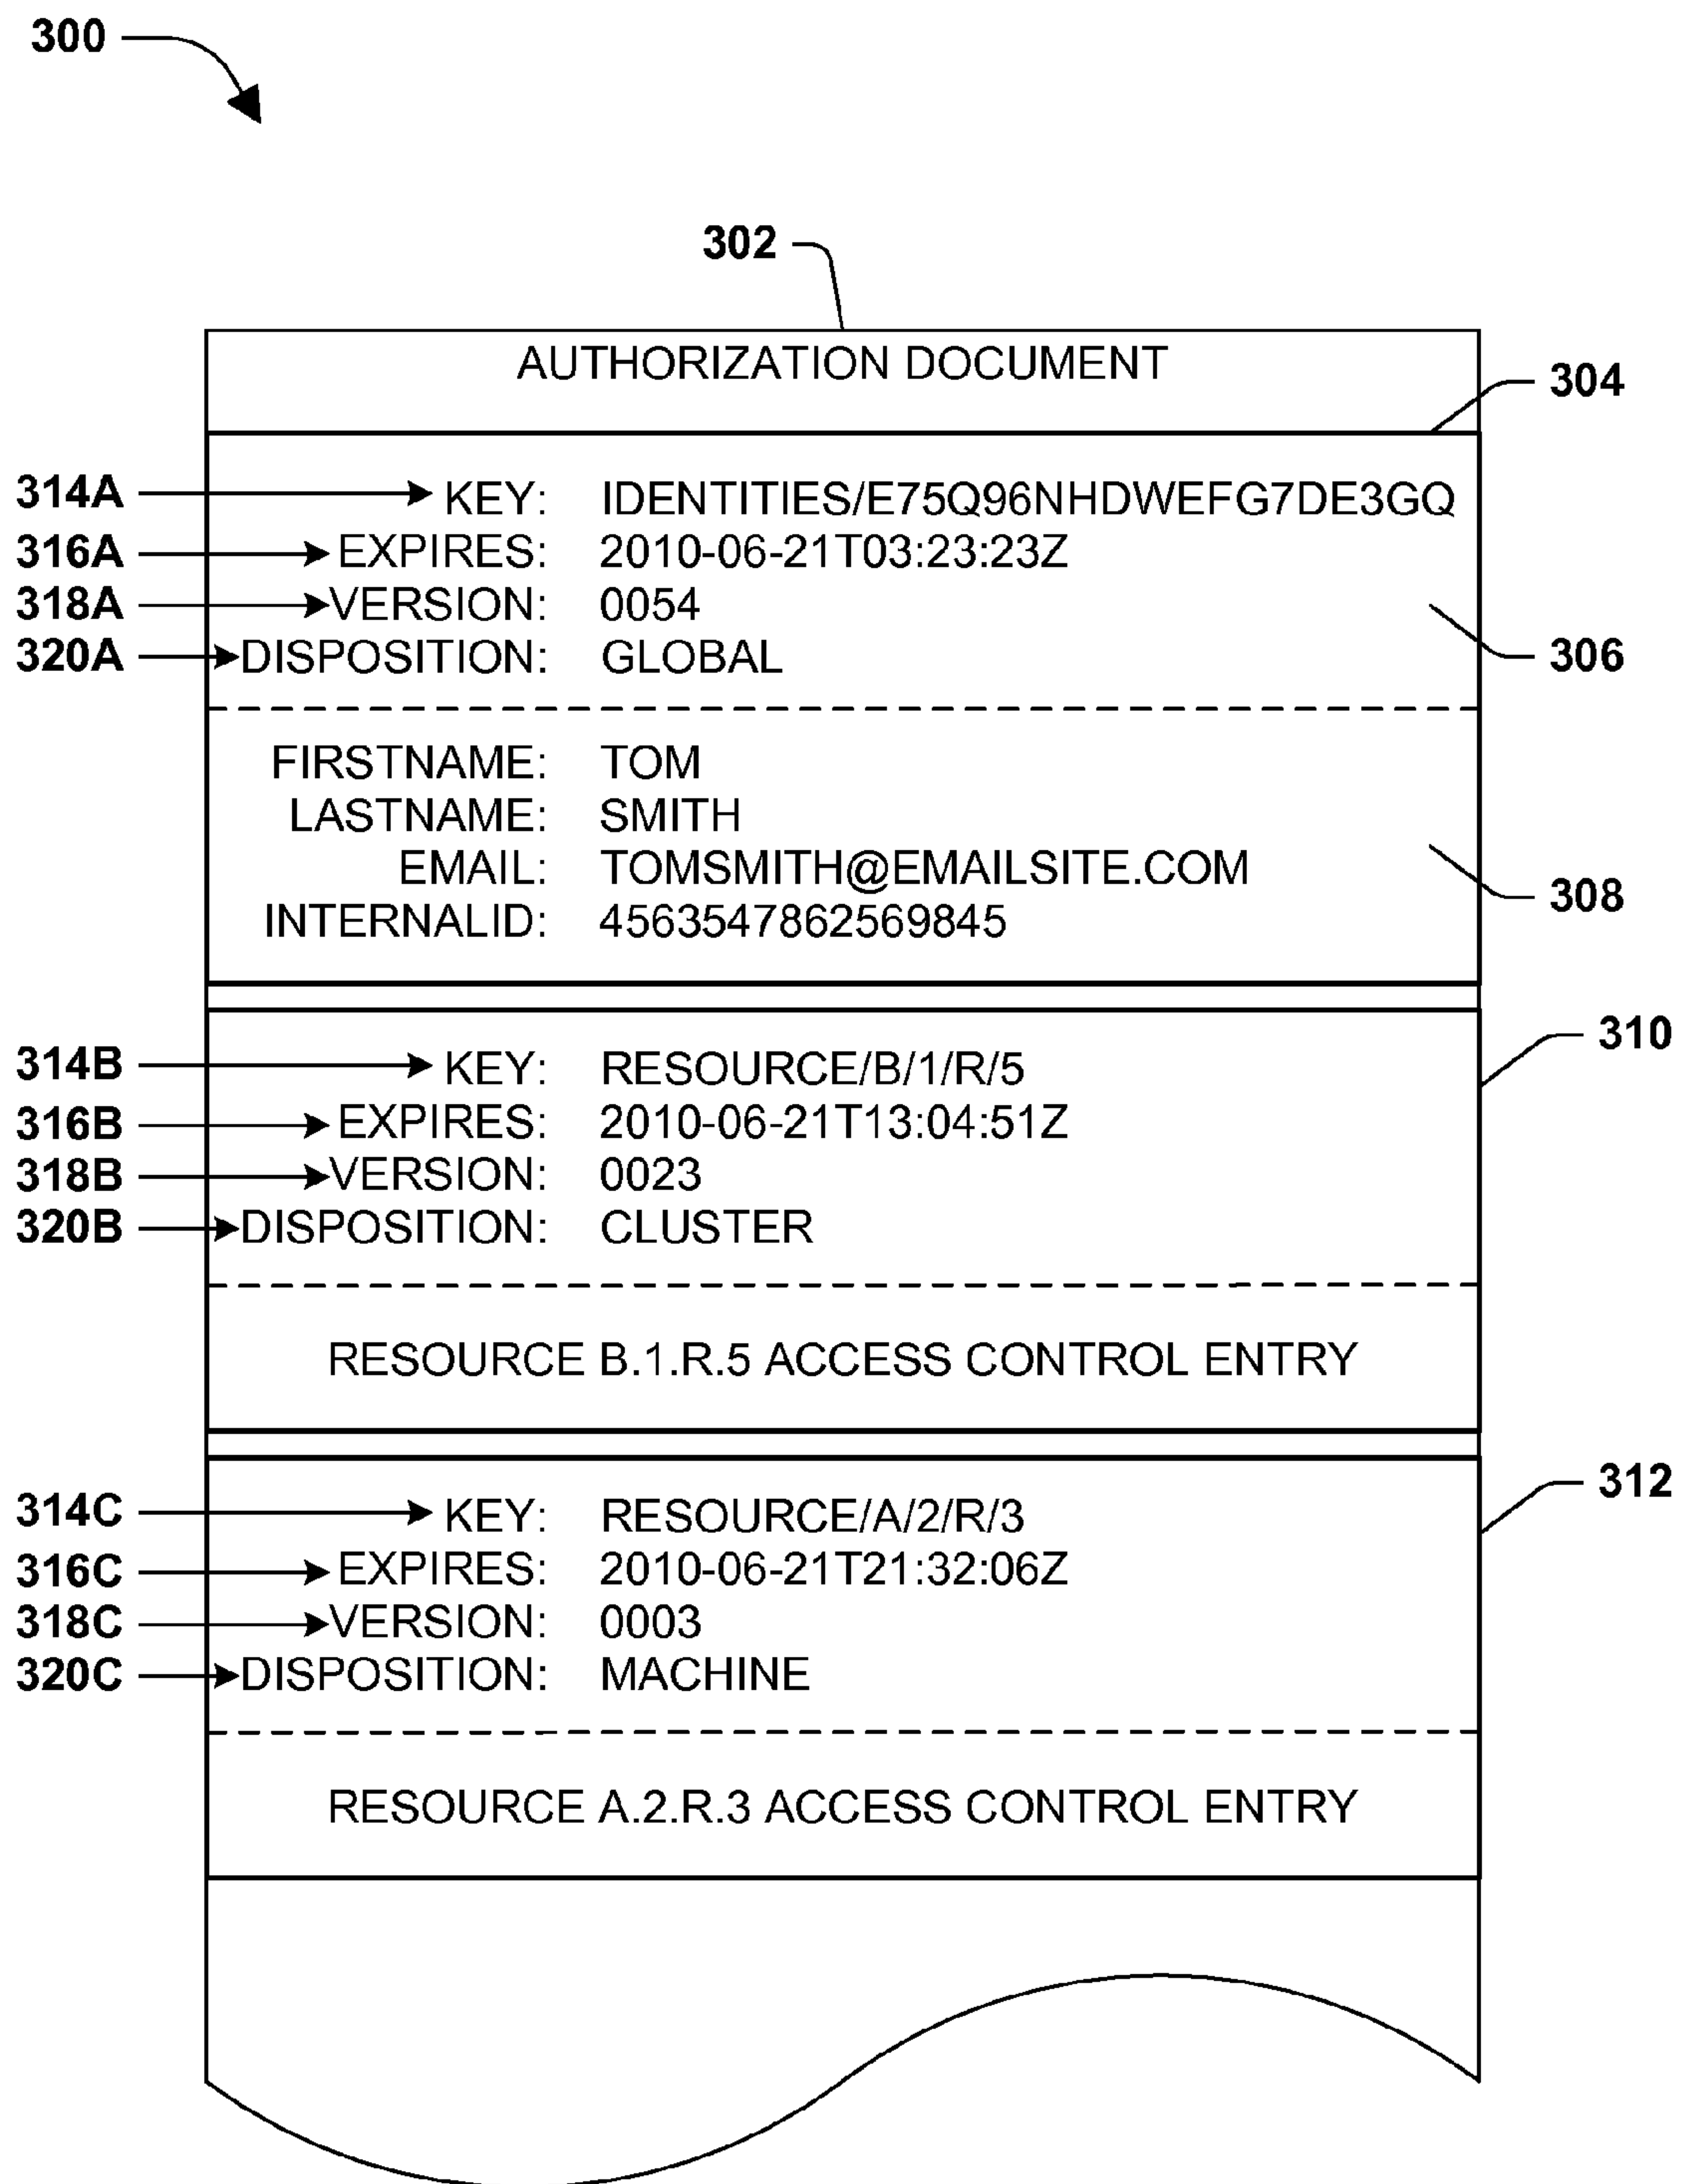 300
302
AUTHORIZATION DOCUMENT
304
314A KEY: IDENTITIES/E75Q96NHDWEFG7DE3GQ
316A EXPIRES: 2010-06-21T03:23:23Z
318A VERSION: 0054
320A DISPOSITION: GLOBAL 306
FIRSTNAME: TOM
LASTNAME: SMITH
EMAIL: TOMSMITH@EMAILSITE.COM
308
INTERNALID: 4563547862569845
310
314B KEY: RESOURCE/B/1/R/5
316B EXPIRES: 2010-06-21T13:04:51Z
318B VERSION: 0023
320B DISPOSITION: CLUSTER
RESOURCE B.1.R.5 ACCESS CONTROL ENTRY
312
314C KEY: RESOURCE/A/2/R/3
316C EXPIRES: 2010-06-21T21:32:06Z
318C VERSION: 0003
320C DISPOSITION: MACHINE
RESOURCE A.2.R.3 ACCESS CONTROL ENTRY